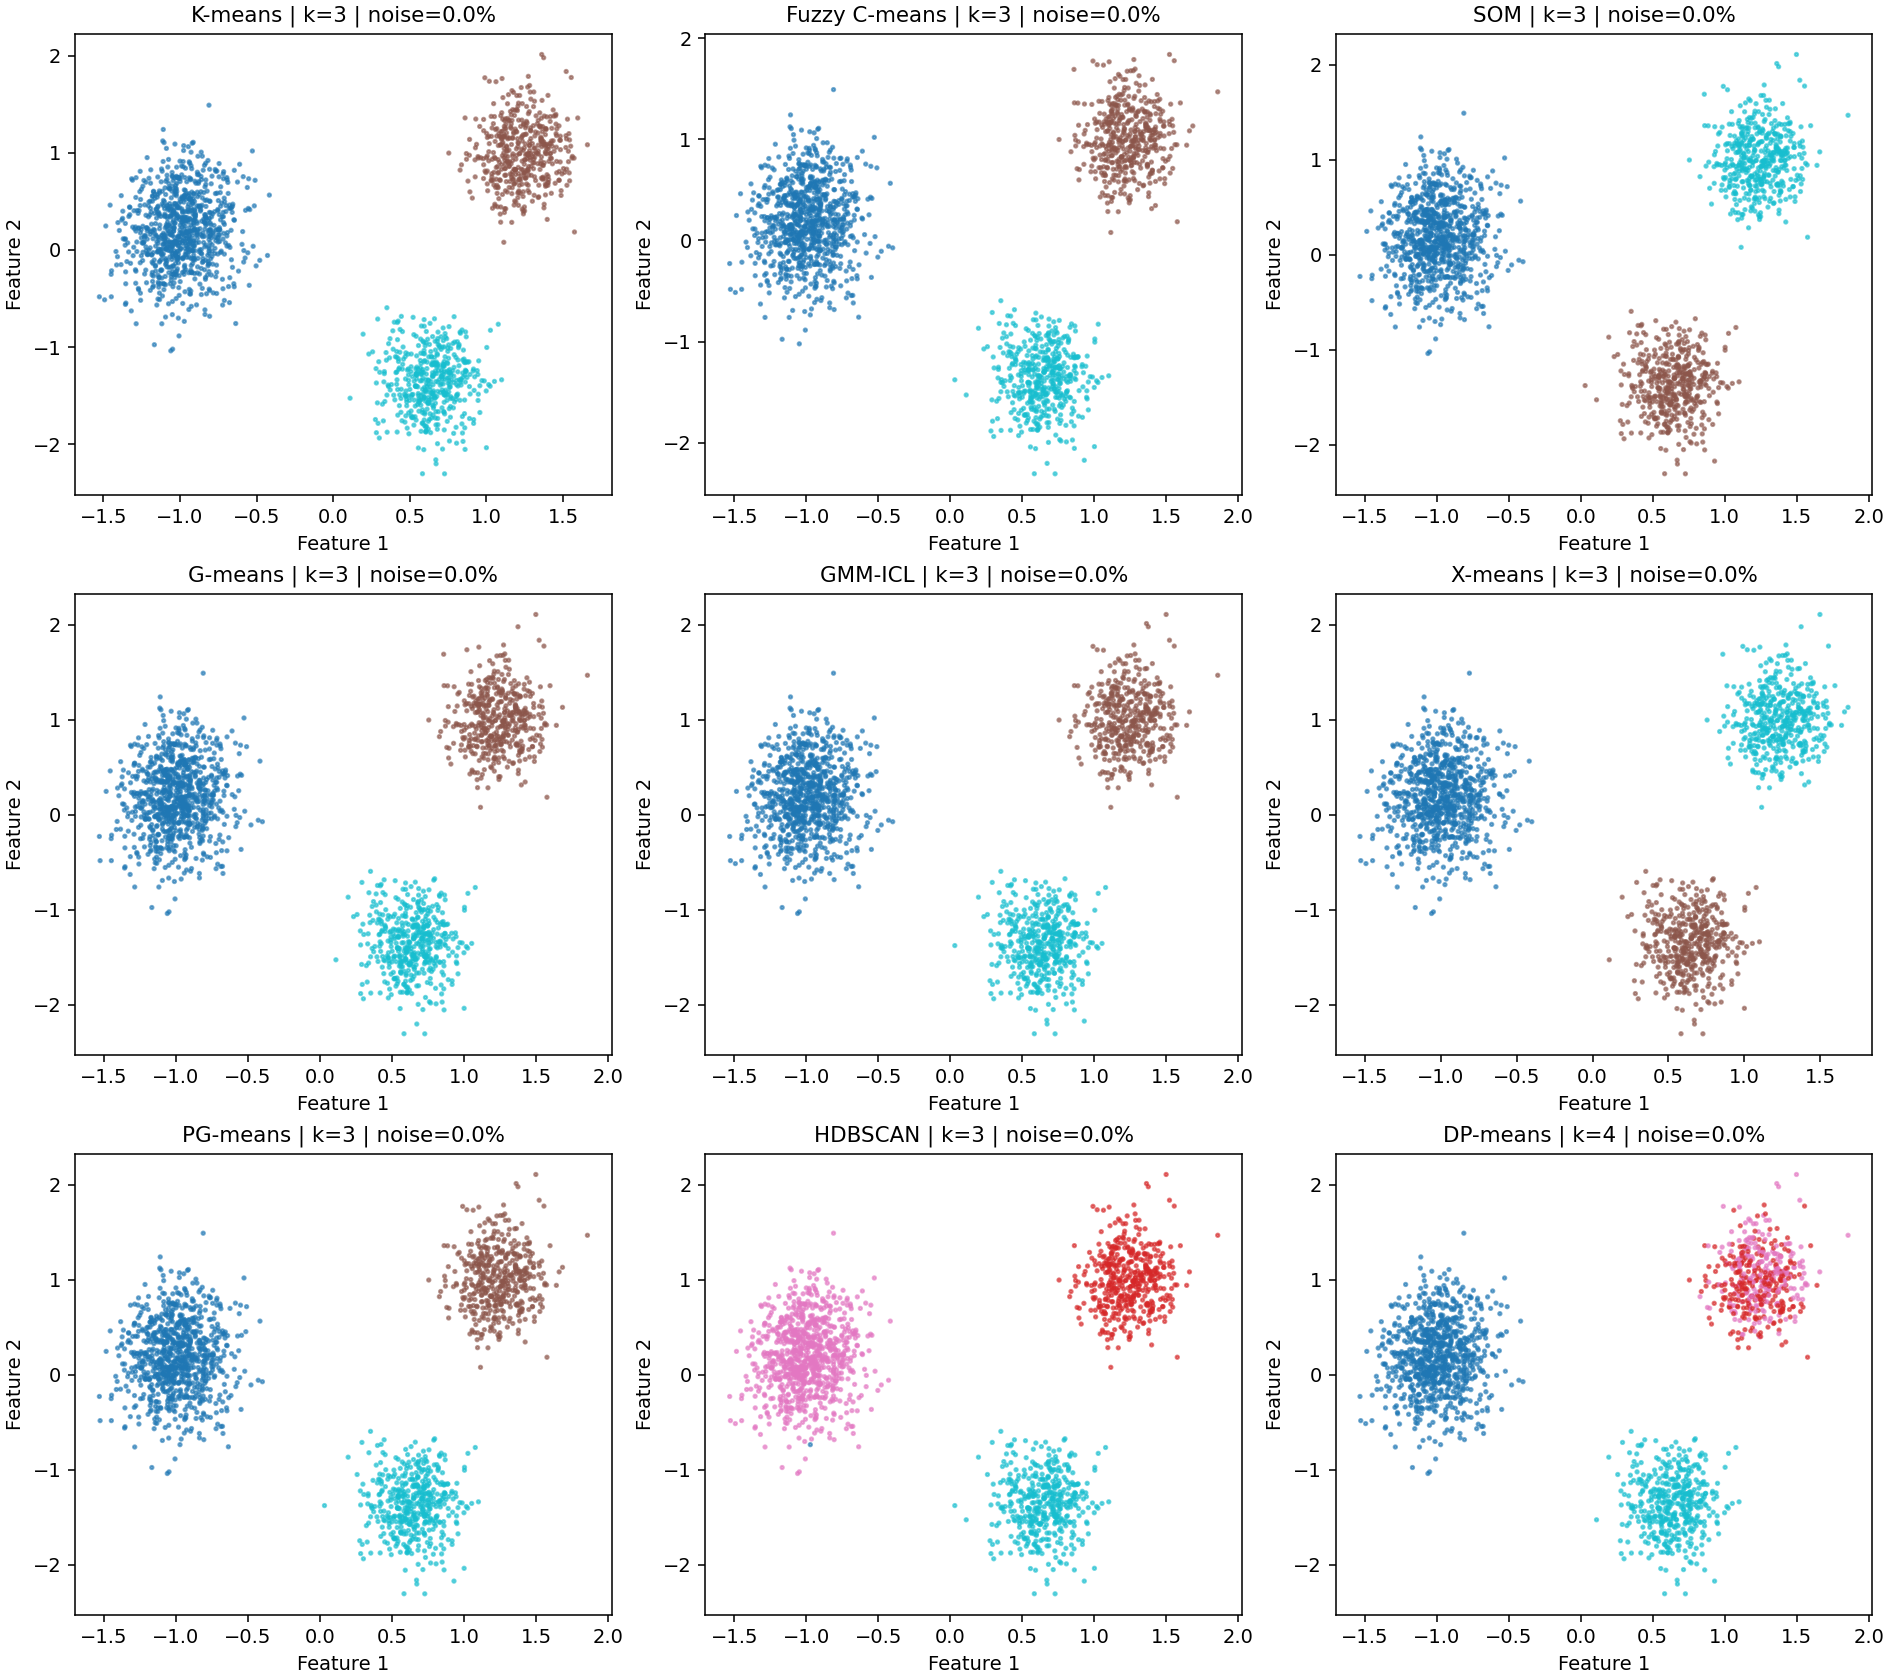 K-means | k=3 | noise=0.0%
2
1
0
−1
−2
Feature 2
−1.5 −1.0 −0.5 0.0 0.5 1.0 1.5
Feature 1
Fuzzy C-means | k=3 | noise=0.0%
2
1
0
−1
−2
Feature 2
−1.5 −1.0 −0.5 0.0 0.5 1.0 1.5 2.0
Feature 1
SOM | k=3 | noise=0.0%
2
1
0
−1
−2
Feature 2
−1.5 −1.0 −0.5 0.0 0.5 1.0 1.5 2.0
Feature 1
G-means | k=3 | noise=0.0%
2
1
0
−1
−2
Feature 2
−1.5 −1.0 −0.5 0.0 0.5 1.0 1.5 2.0
Feature 1
GMM-ICL | k=3 | noise=0.0%
2
1
0
−1
−2
Feature 2
−1.5 −1.0 −0.5 0.0 0.5 1.0 1.5 2.0
Feature 1
X-means | k=3 | noise=0.0%
2
1
0
−1
−2
Feature 2
−1.5 −1.0 −0.5 0.0 0.5 1.0 1.5
Feature 1
PG-means | k=3 | noise=0.0%
2
1
0
−1
−2
Feature 2
−1.5 −1.0 −0.5 0.0 0.5 1.0 1.5 2.0
Feature 1
HDBSCAN | k=3 | noise=0.0%
2
1
0
−1
−2
Feature 2
−1.5 −1.0 −0.5 0.0 0.5 1.0 1.5 2.0
Feature 1
DP-means | k=4 | noise=0.0%
2
1
0
−1
−2
Feature 2
−1.5 −1.0 −0.5 0.0 0.5 1.0 1.5 2.0
Feature 1